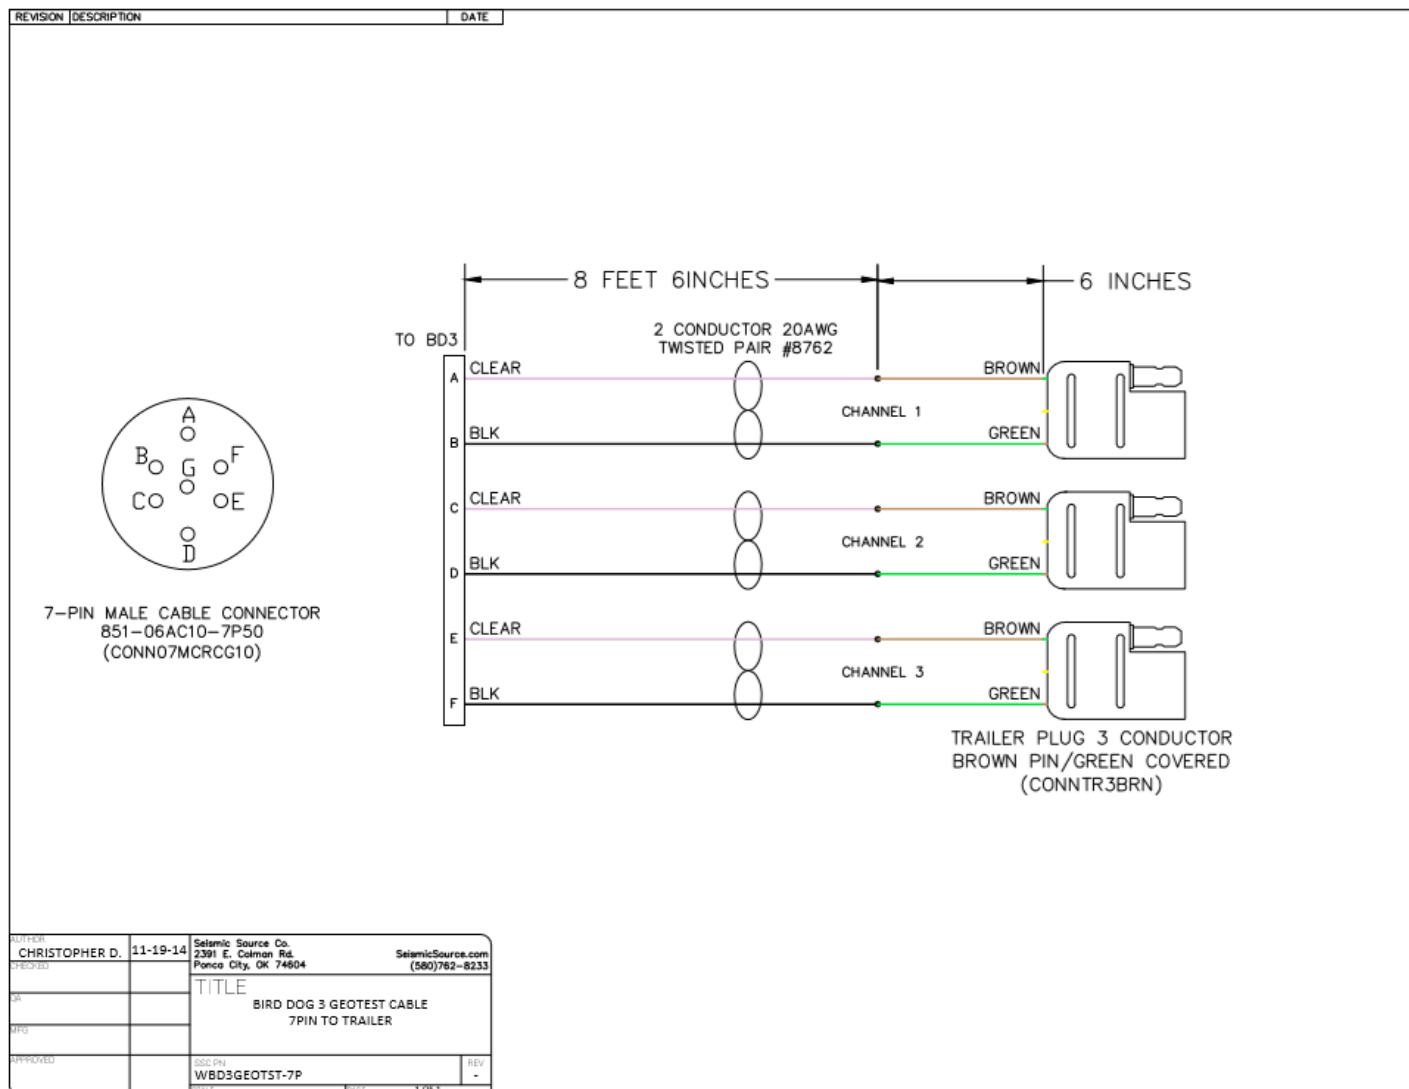 REVISION DESCRIPTION DATE
8 FEET 6INCHES 6 INCHES
2 CONDUCTOR 20AWG
TWISTED PAIR #8762
TO BD3
A CLEAR BROWN
CHANNEL 1
B BLK GREEN
C CLEAR BROWN
CHANNEL 2
D BLK GREEN
E CLEAR BROWN
CHANNEL 3
F BLK GREEN
A
B G F
C E
D
7-PIN MALE CABLE CONNECTOR
851-06AC10-7P50
(CONN07MCRCG10)
TRAILER PLUG 3 CONDUCTOR
BROWN PIN/GREEN COVERED
(CONNTR3BRN)
AUTHOR
CHRISTOPHER D. 11-19-14
CHECKED
QA
MFG
APPROVED
Seismic Source Co. SeismicSource.com
2391 E. Colman Rd. (580)762-8233
Ponca City, OK 74604
TITLE
BIRD DOG 3 GEOTEST CABLE
7PIN TO TRAILER
SSC PN REV
WBD3GEOTST-7P -